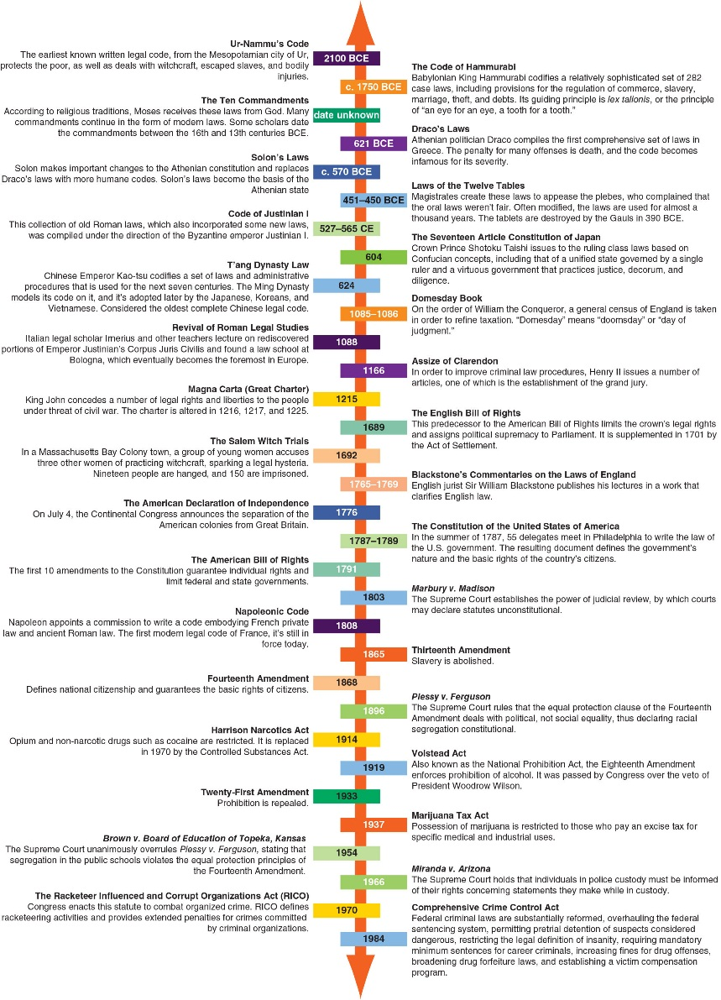 Ur-Nammu's Code
The earliest known written legal code, from the Mesopotamian city of Ur,
protects the poor, as well as deals with witchcraft, escaped slaves, and bodily
injuries.
2100 BCE
The Code of Hammurabi
Babylonian King Hammurabi codifies a relatively sophisticated set of 282
case laws, including provisions for the regulation of commerce, slavery,
marriage, theft, and debts. Its guiding principle is lex talionis, or the principle
of "an eye for an eye, a tooth for a tooth."
c. 1750 BCE
The Ten Commandments
According to religious traditions, Moses receives these laws from God. Many
commandments continue in the form of modern laws. Some scholars date
the commandments between the 16th and 13th centuries BCE.
date unknown
Draco's Laws
Athenian politician Draco compiles the first comprehensive set of laws in
Greece. The penalty for many offenses is death, and the code becomes
infamous for its severity.
621 BCE
Solon's Laws
Solon makes important changes to the Athenian constitution and replaces
Draco's laws with more humane codes. Solon's laws become the basis of the
Athenian state
c. 570 BCE
Laws of the Twelve Tables
Magistrates create these laws to appease the plebes, who complained that
the oral laws weren't fair. Often modified, the laws are used for almost a
thousand years. The tablets are destroyed by the Gauls in 390 BCE.
451–450 BCE
Code of Justinian I
This collection of old Roman laws, which also incorporated some new laws,
was compiled under the direction of the Byzantine emperor Justinian I.
527–565 CE
The Seventeen Article Constitution of Japan
Crown Prince Shotoku Taishi issues to the ruling class laws based on
Confucian concepts, including that of a unified state governed by a single
ruler and a virtuous government that practices justice, decorum, and
diligence.
604
T'ang Dynasty Law
Chinese Emperor Kao-tsu codifies a set of laws and administrative
procedures that is used for the next seven centuries. The Ming Dynasty
models its code on it, and it's adopted later by the Japanese, Koreans, and
Vietnamese. Considered the oldest complete Chinese legal code.
624
Domesday Book
On the order of William the Conqueror, a general census of England is taken
in order to refine taxation. "Domesday" means "doomsday" or "day of
judgment."
1085–1086
Revival of Roman Legal Studies
Italian legal scholar Imerius and other teachers lecture on rediscovered
portions of Emperor Justinian's Corpus Juris Civilis and found a law school at
Bologna, which eventually becomes the foremost in Europe.
1088
Assize of Clarendon
In order to improve criminal law procedures, Henry II issues a number of
articles, one of which is the establishment of the grand jury.
1166
Magna Carta (Great Charter)
King John concedes a number of legal rights and liberties to the people
under threat of civil war. The charter is altered in 1216, 1217, and 1225.
1215
The English Bill of Rights
This predecessor to the American Bill of Rights limits the crown's legal rights
and assigns political supremacy to Parliament. It is supplemented in 1701 by
the Act of Settlement.
1689
The Salem Witch Trials
In a Massachusetts Bay Colony town, a group of young women accuses
three other women of practicing witchcraft, sparking a legal hysteria.
Nineteen people are hanged, and 150 are imprisoned.
1692
Blackstone's Commentaries on the Laws of England
English jurist Sir William Blackstone publishes his lectures in a work that
clarifies English law.
1765–1769
The American Declaration of Independence
On July 4, the Continental Congress announces the separation of the
American colonies from Great Britain.
1776
The Constitution of the United States of America
In the summer of 1787, 55 delegates meet in Philadelphia to write the law of
the U.S. government. The resulting document defines the government's
nature and the basic rights of the country's citizens.
1787–1789
The American Bill of Rights
The first 10 amendments to the Constitution guarantee individual rights and
limit federal and state governments.
1791
Marbury v. Madison
The Supreme Court establishes the power of judicial review, by which courts
may declare statutes unconstitutional.
1803
Napoleonic Code
Napoleon appoints a commission to write a code embodying French private
law and ancient Roman law. The first modern legal code of France, it's still in
force today.
1808
Thirteenth Amendment
Slavery is abolished.
1865
Fourteenth Amendment
Defines national citizenship and guarantees the basic rights of citizens.
1868
Plessy v. Ferguson
The Supreme Court rules that the equal protection clause of the Fourteenth
Amendment deals with political, not social equality, thus declaring racial
segregation constitutional.
1896
Harrison Narcotics Act
Opium and non-narcotic drugs such as cocaine are restricted. It is replaced
in 1970 by the Controlled Substances Act.
1914
Volstead Act
Also known as the National Prohibition Act, the Eighteenth Amendment
enforces prohibition of alcohol. It was passed by Congress over the veto of
President Woodrow Wilson.
1919
Twenty-First Amendment
Prohibition is repealed.
1933
Marijuana Tax Act
Possession of marijuana is restricted to those who pay an excise tax for
specific medical and industrial uses.
1937
Brown v. Board of Education of Topeka, Kansas
The Supreme Court unanimously overrules Plessy v. Ferguson, stating that
segregation in the public schools violates the equal protection principles of
the Fourteenth Amendment.
1954
Miranda v. Arizona
The Supreme Court holds that individuals in police custody must be informed
of their rights concerning statements they make while in custody.
1966
The Racketeer Influenced and Corrupt Organizations Act (RICO)
Congress enacts this statute to combat organized crime. RICO defines
racketeering activities and provides extended penalties for crimes committed
by criminal organizations.
1970
Comprehensive Crime Control Act
Federal criminal laws are substantially reformed, overhauling the federal
sentencing system, permitting pretrial detention of suspects considered
dangerous, restricting the legal definition of insanity, requiring mandatory
minimum sentences for career criminals, increasing fines for drug offenses,
broadening drug forfeiture laws, and establishing a victim compensation
program.
1984